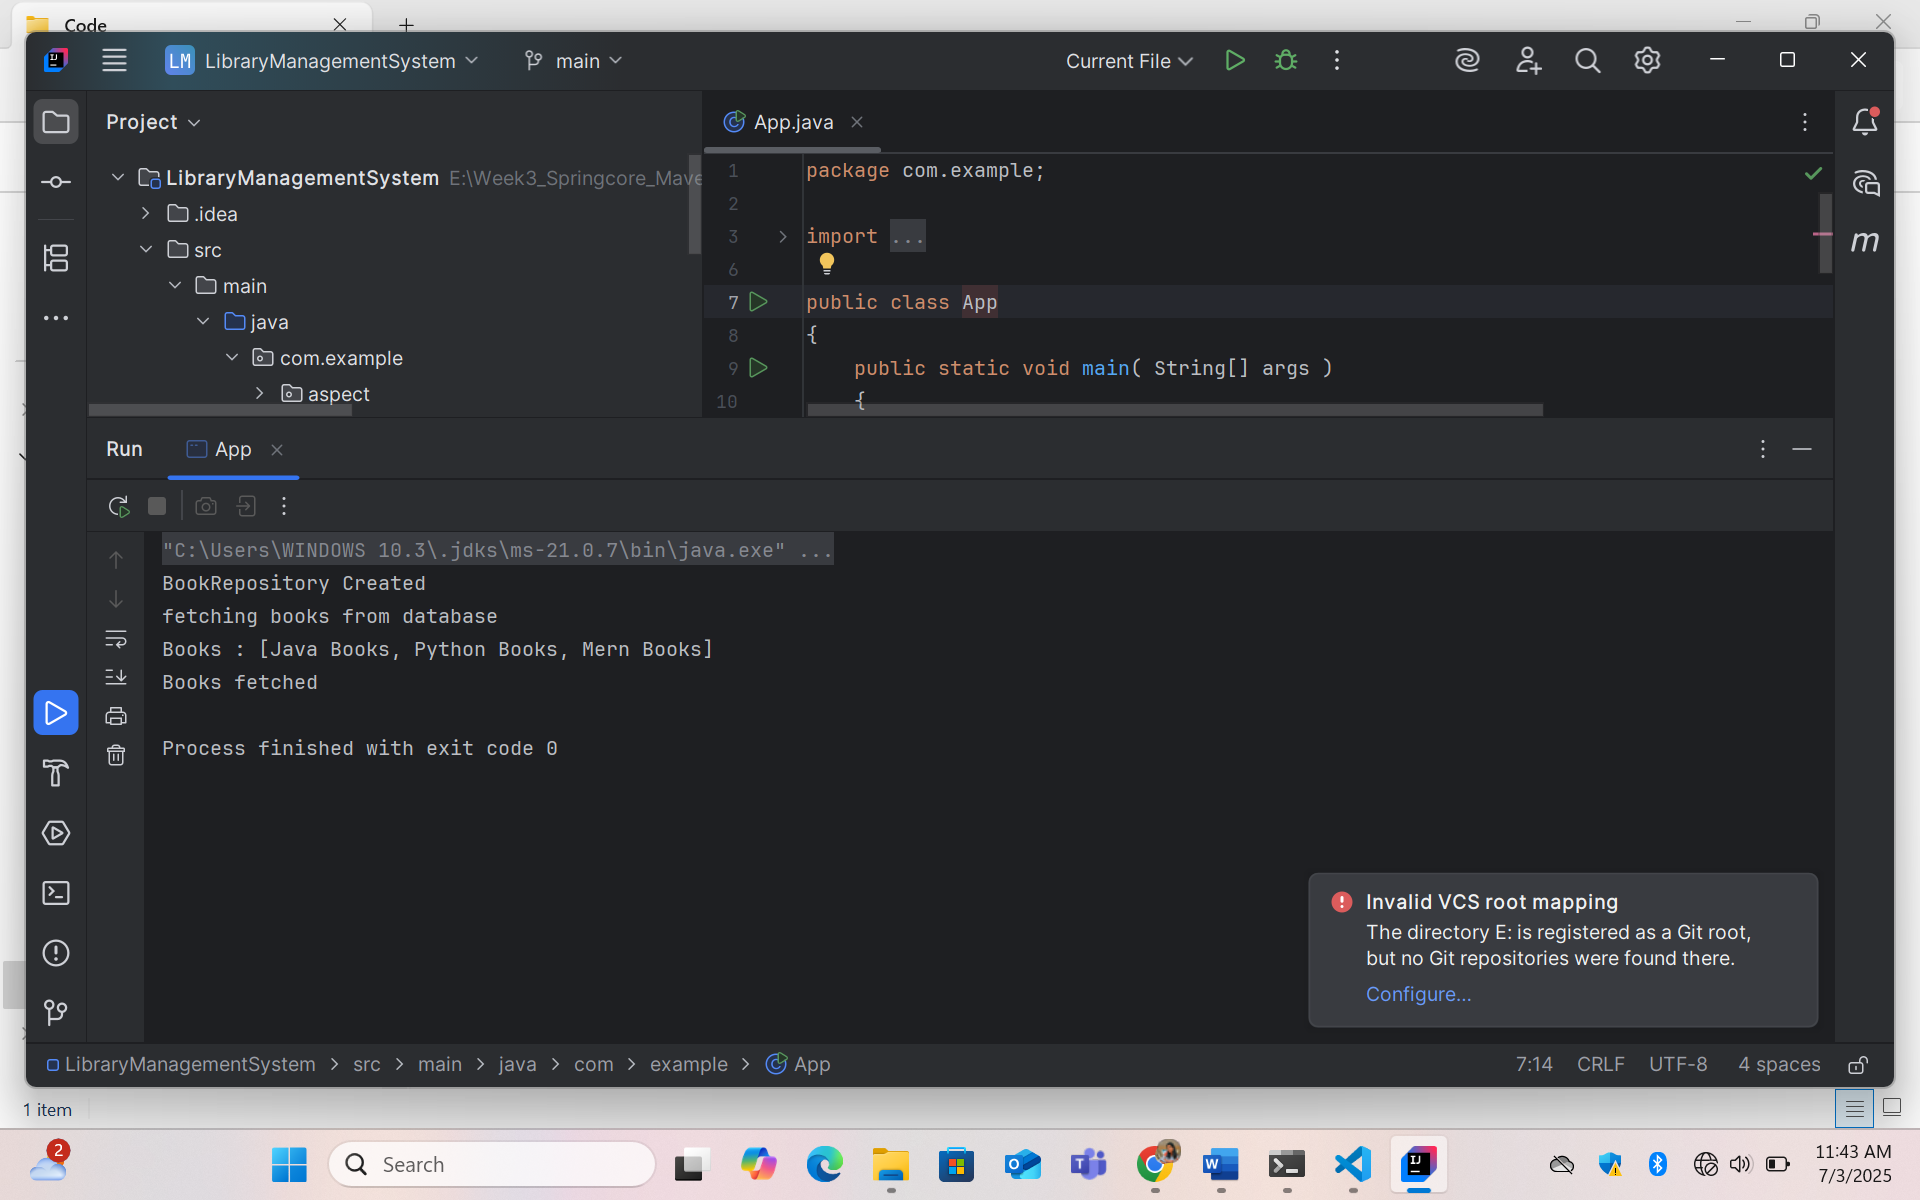 Code
LM LibraryManagementSystem main Current File
Project
App.java
LibraryManagementSystem E:\Week3_Springcore_Mave
.idea
src
main
java
com.example
aspect
1 package com.example;
2
3 import ...
6
7 public class App
8 {
9 public static void main( String[] args )
10 {
Run App
"C:\Users\WINDOWS 10.3\.jdks\ms-21.0.7\bin\java.exe" ...
BookRepository Created
fetching books from database
Books : [Java Books, Python Books, Mern Books]
Books fetched
Process finished with exit code 0
Invalid VCS root mapping
The directory E: is registered as a Git root,
but no Git repositories were found there.
Configure...
LibraryManagementSystem > src > main > java > com > example > App 7:14 CRLF UTF-8 4 spaces
1 item
2
Search
11:43 AM
7/3/2025